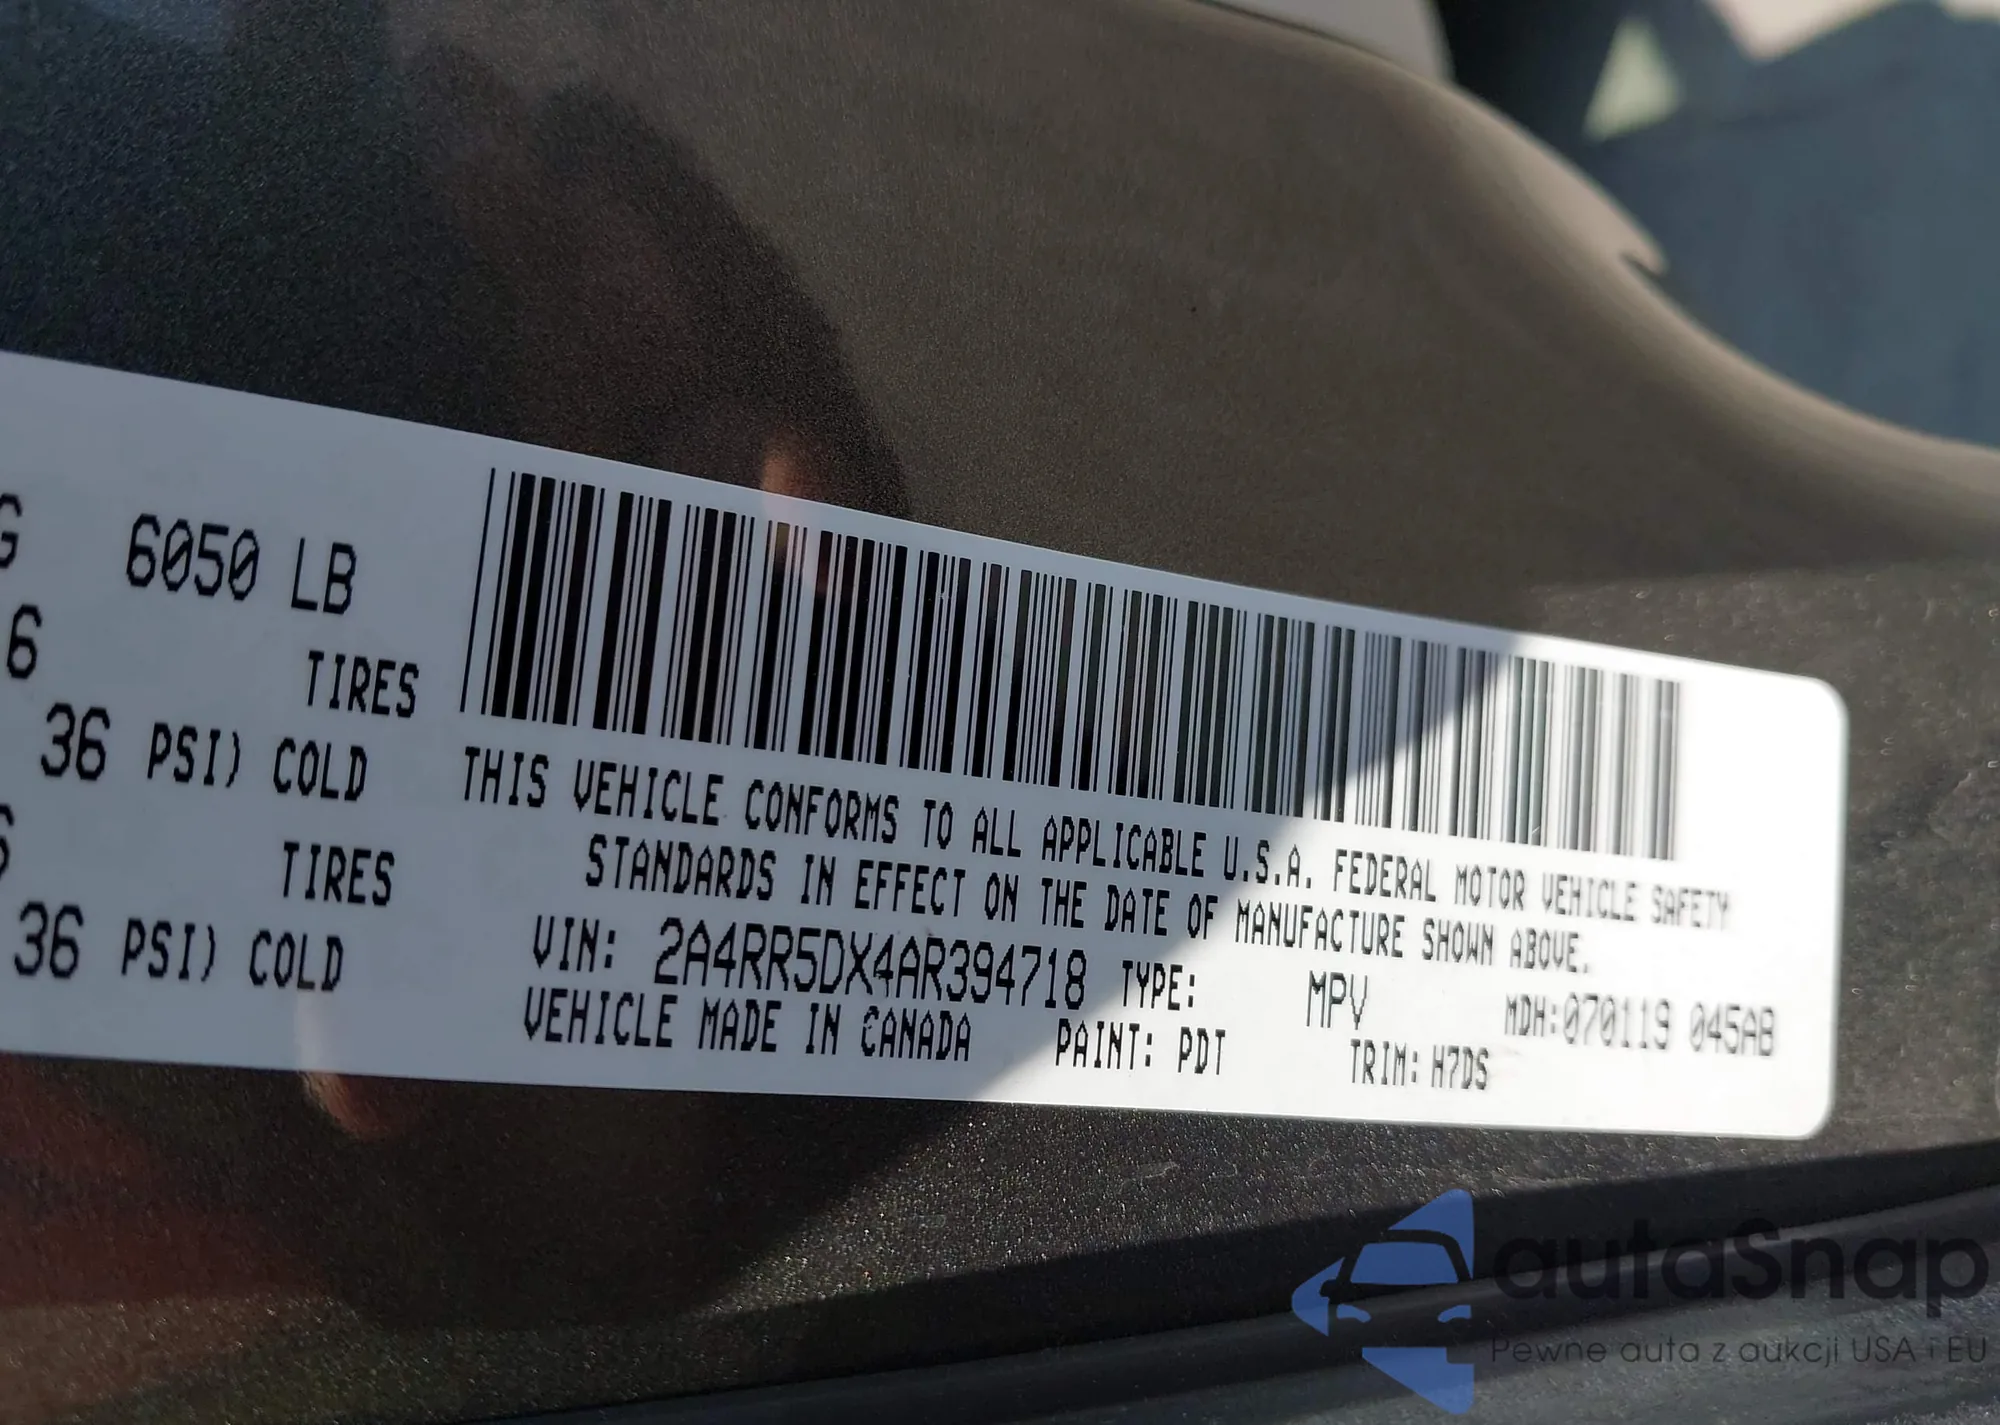 G 6050 LB
6 TIRES
36 PSI) COLD
TIRES
36 PSI) COLD
THIS VEHICLE CONFORMS TO ALL APPLICABLE U.S.A. FEDERAL MOTOR VEHICLE SAFETY
STANDARDS IN EFFECT ON THE DATE OF MANUFACTURE SHOWN ABOVE.
VIN: 2A4RR5DX4AR394718 TYPE: MPV MDH:070119 045AB
VEHICLE MADE IN CANADA PAINT: PDT TRIM: H7DS
autaSnap
Pewne auta z aukcji USA i EU